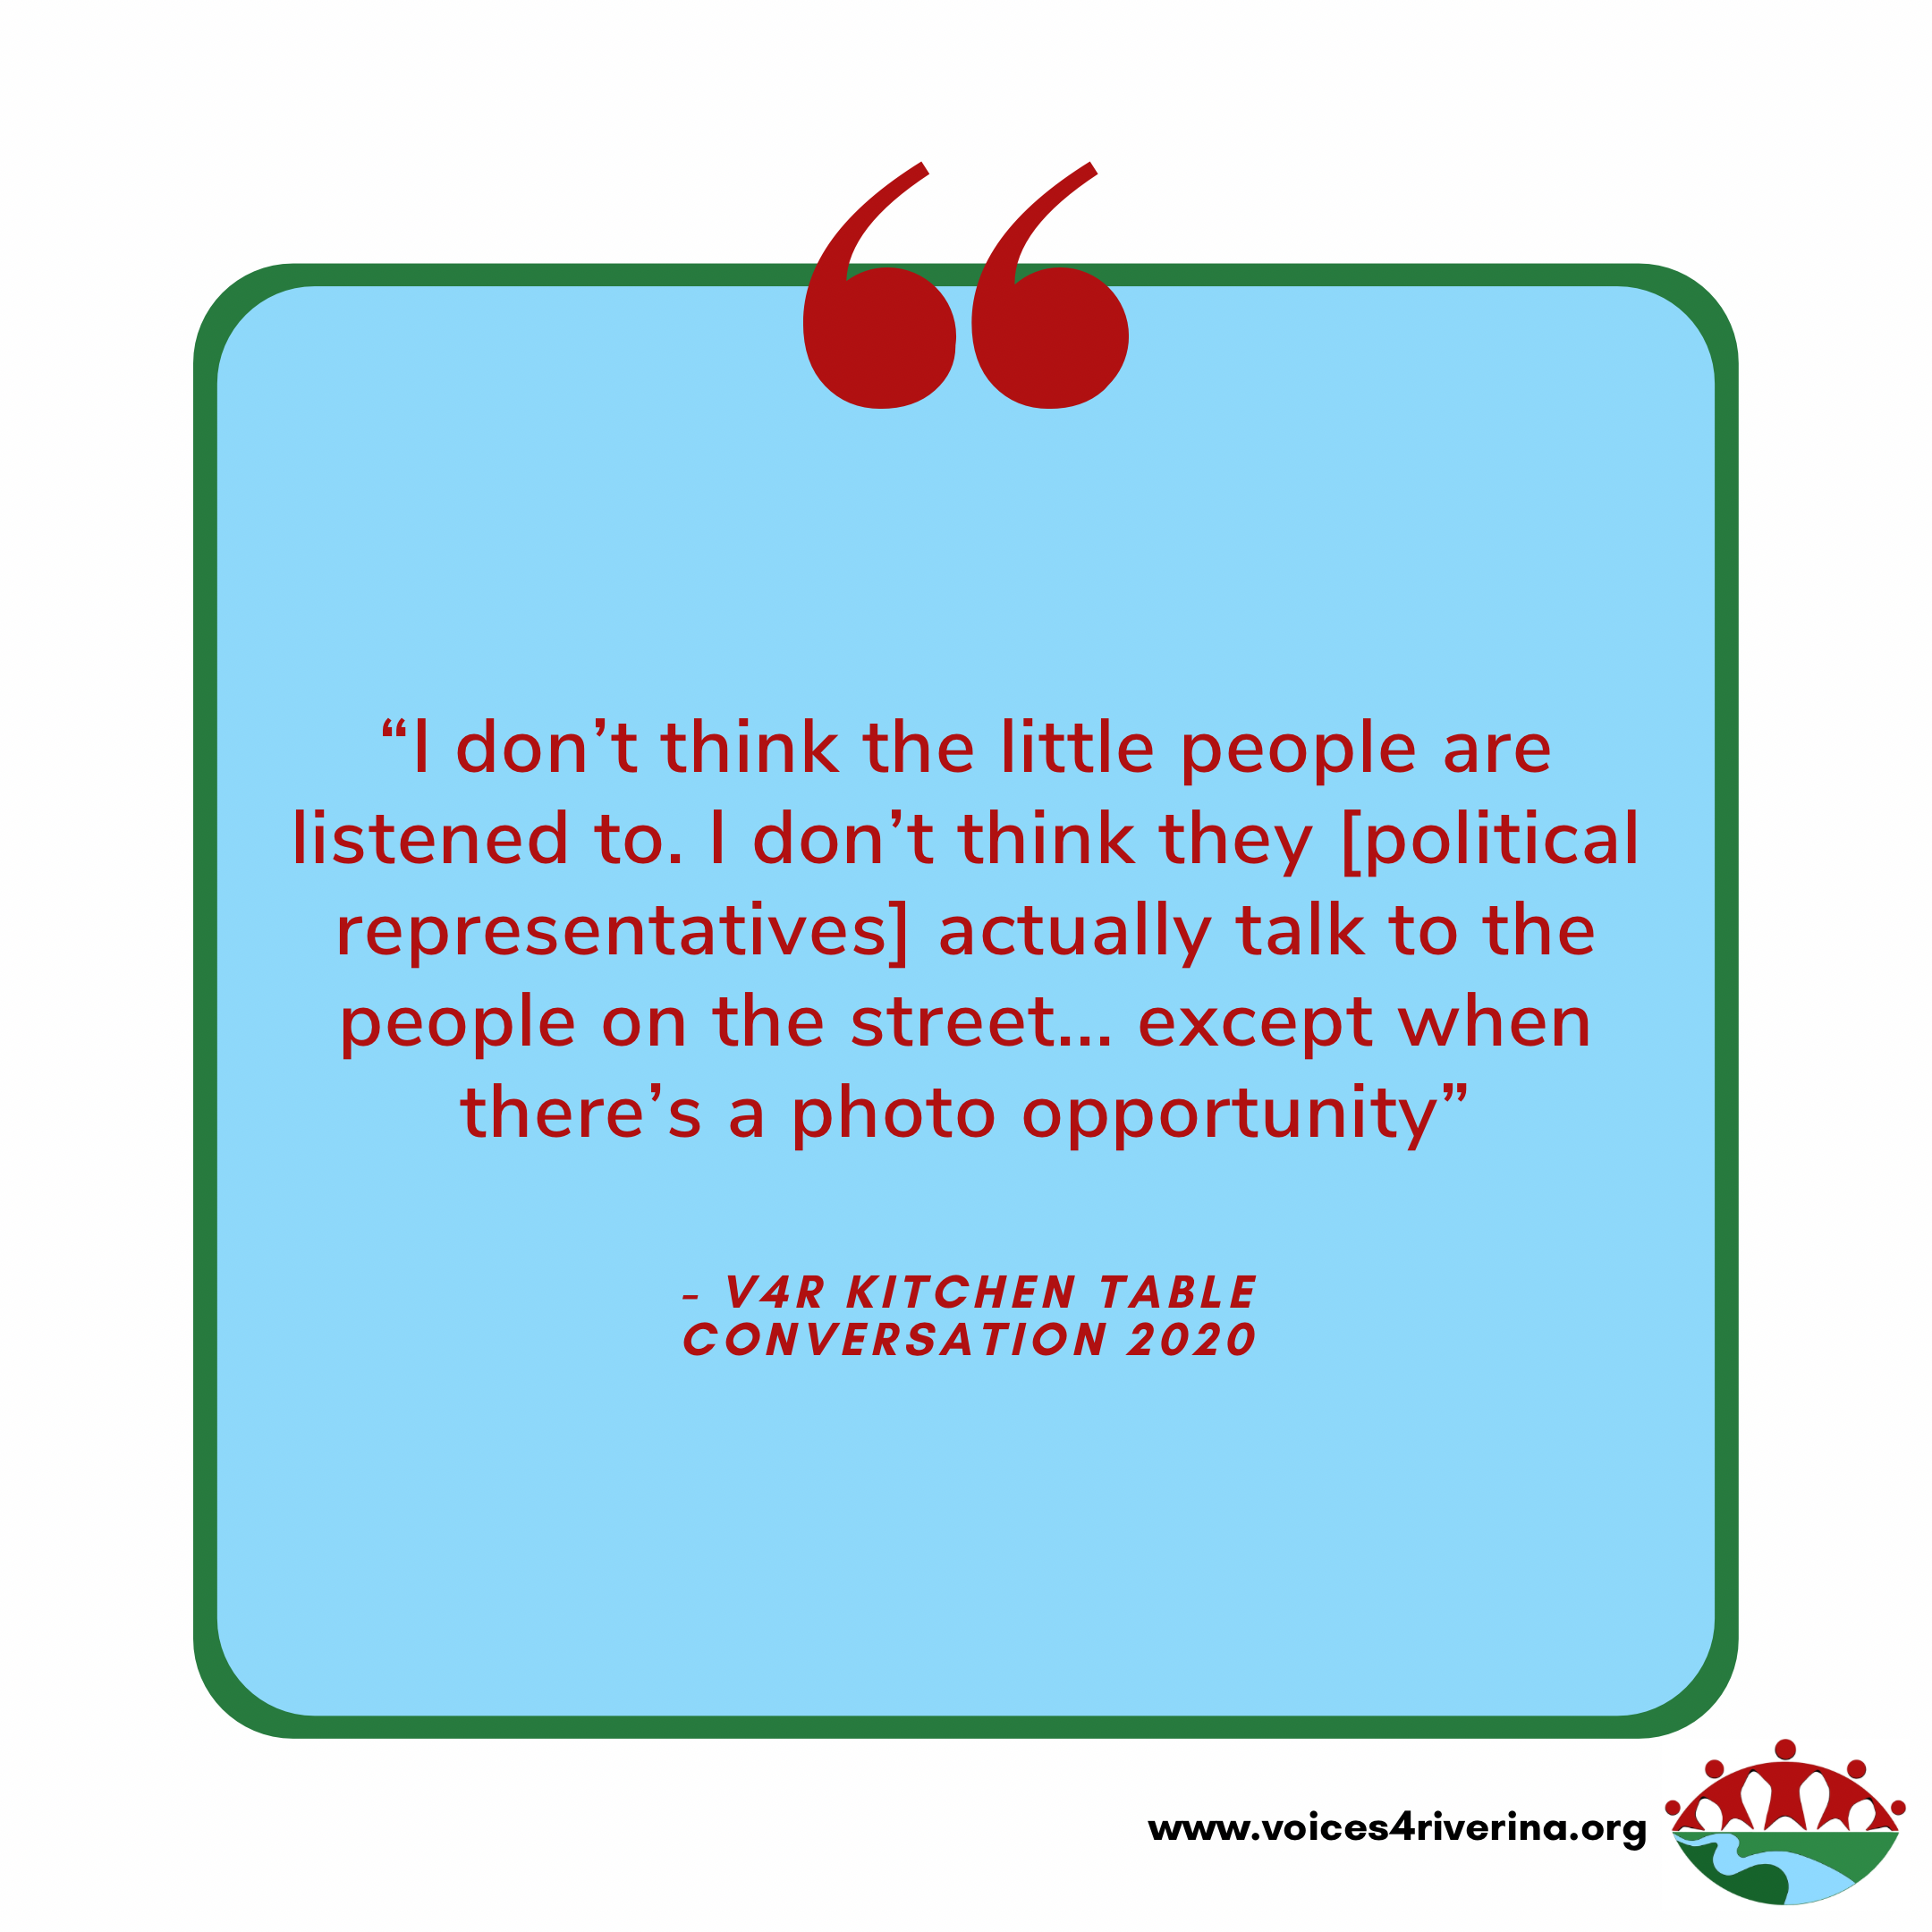 “I don’t think the little people are
listened to. I don’t think they [political
representatives] actually talk to the
people on the street... except when
there’s a photo opportunity”
- V4R KITCHEN TABLE
CONVERSATION 2020
www.voices4riverina.org